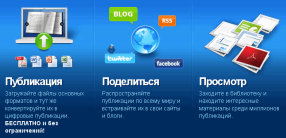 BLOG
RSS
twitter
facebook
Публикация
Загружайте файлы основных
форматов и тут же
конвертируйте их в
цифровые публикации.
БЕСПЛАТНО и без
ограничений!
Поделиться
Распространяйте
публикации по всему миру и
встраивайте их в свои сайты
и блоги.
Просмотр
Заходите в библиотеку и
находите интересные
материалы среди миллионов
публикаций.